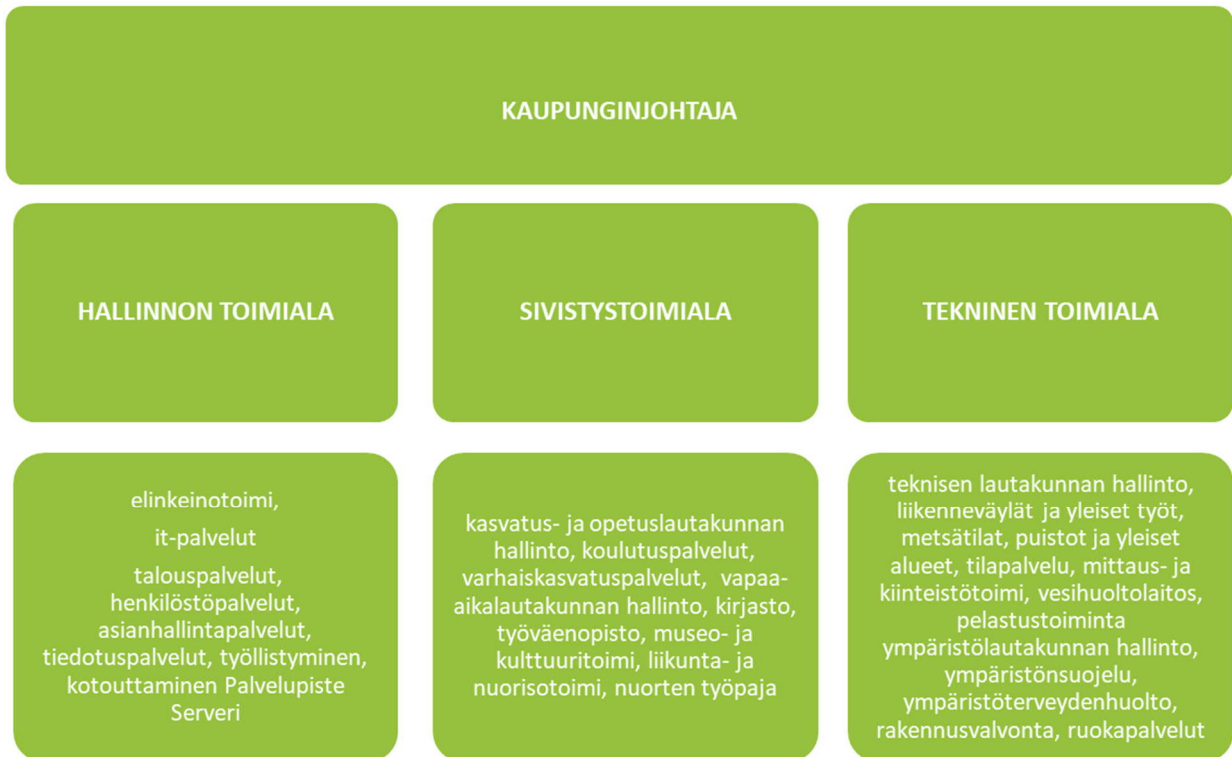 KAUPUNGINJOHTAJA
HALLINNON TOIMIALA
SIVISTYSTOIMIALA
TEKNINEN TOIMIALA
elinkeinotoimi,
it-palvelut
talouspalvelut,
henkilöstöpalvelut,
asianhallintapalvelut,
tiedotuspalvelut, työllistyminen,
kotouttaminen Palvelupiste
Serveri
kasvatus- ja opetuslautakunnan
hallinto, koulutuspalvelut,
varhaiskasvatuspalvelut, vapaa-
aikalautakunnan hallinto, kirjasto,
työväenopisto, museo- ja
kulttuuritoimi, liikunta- ja
nuorisotoimi, nuorten työpaja
teknisen lautakunnan hallinto,
liikenneväylät ja yleiset työt,
metsätilat, puistot ja yleiset
alueet, tilapalvelu, mittaus- ja
kiinteistötoimi, vesihuoltolaitos,
pelastustoiminta
ympäristölautakunnan hallinto,
ympäristönsuojelu,
ympäristöterveydenhuolto,
rakennusvalvonta, ruokapalvelut